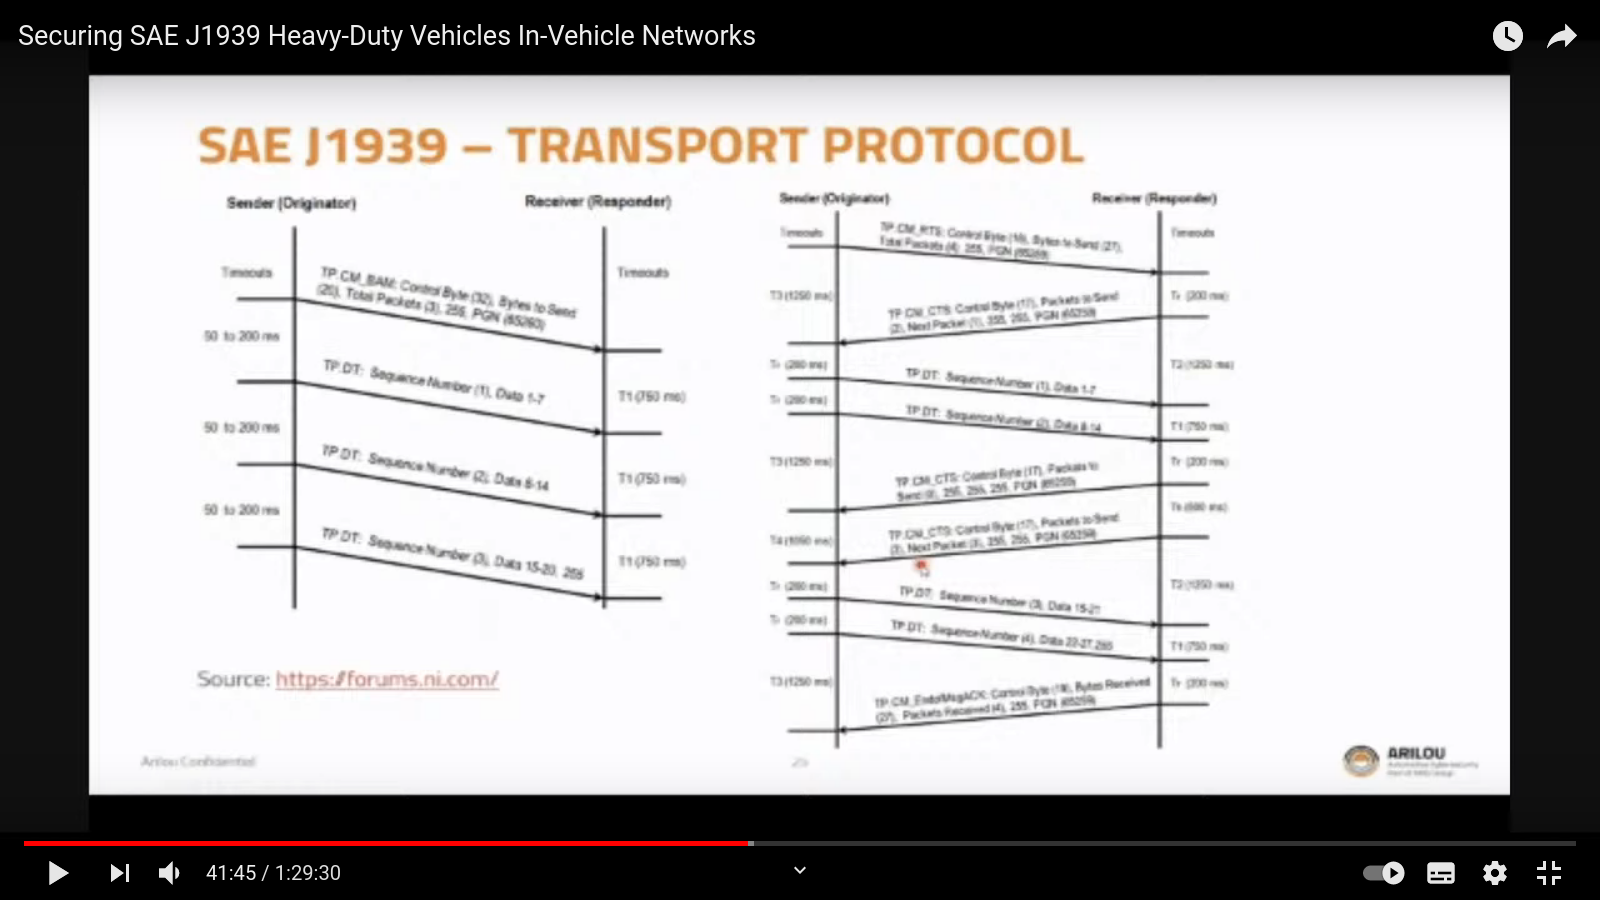 Securing SAE J1939 Heavy-Duty Vehicles In-Vehicle Networks
SAE J1939 – TRANSPORT PROTOCOL
Sender (Originator)
Receiver (Responder)
Timeouts
Timeouts
TP.CM_BAM: Control Byte (32), Bytes to Send
(20), Total Packets (3), 255, PGN (65260)
50 to 200 ms
TP.DT: Sequence Number (1), Data 1-7
T1 (750 ms)
50 to 200 ms
TP.DT: Sequence Number (2), Data 8-14
T1 (750 ms)
50 to 200 ms
TP.DT: Sequence Number (3), Data 15-20, 255
T1 (750 ms)
Source: https://forums.ni.com/
Sender (Originator)
Receiver (Responder)
Timeouts
Timeouts
TP.CM_RTS: Control Byte (16), Bytes to Send (27),
Total Packets (4), 255, PGN (65259)
T3 (1250 ms)
Tr (200 ms)
TP.CM_CTS: Control Byte (17), Packets to Send
(2), Next Packet (1), 255, 255, PGN (65259)
Tr (200 ms)
T2 (1250 ms)
TP.DT: Sequence Number (1), Data 1-7
Tr (200 ms)
TP.DT: Sequence Number (2), Data 8-14
T1 (750 ms)
T3 (1250 ms)
Tr (200 ms)
TP.CM_CTS: Control Byte (17), Packets to
Send (0), 255, 255, 255, PGN (65259)
TP.CM_CTS: Control Byte (17), Packets to Send
Next Packet (3), 255, 255, PGN (65259)
T4 (1050 ms)
Tr (200 ms)
T2 (1250 ms)
TP.DT: Sequence Number (3), Data 15-21
Tr (200 ms)
TP.DT: Sequence Number (4), Data 22-27, 255
T1 (750 ms)
T3 (1250 ms)
Tr (200 ms)
TP.CM_EndofMsgACK: Control Byte (19), Bytes Received
(27), Packets Received (4), 255, PGN (65259)
Arilou Confidential
ARILOU
41:45 / 1:29:30